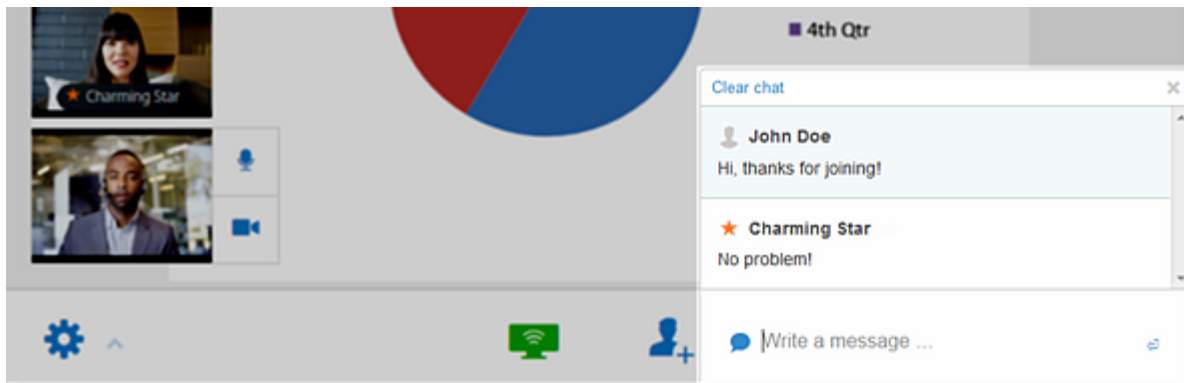 4th Qtr
Charming Star
Clear chat
John Doe
Hi, thanks for joining!
Charming Star
No problem!
Write a message ...